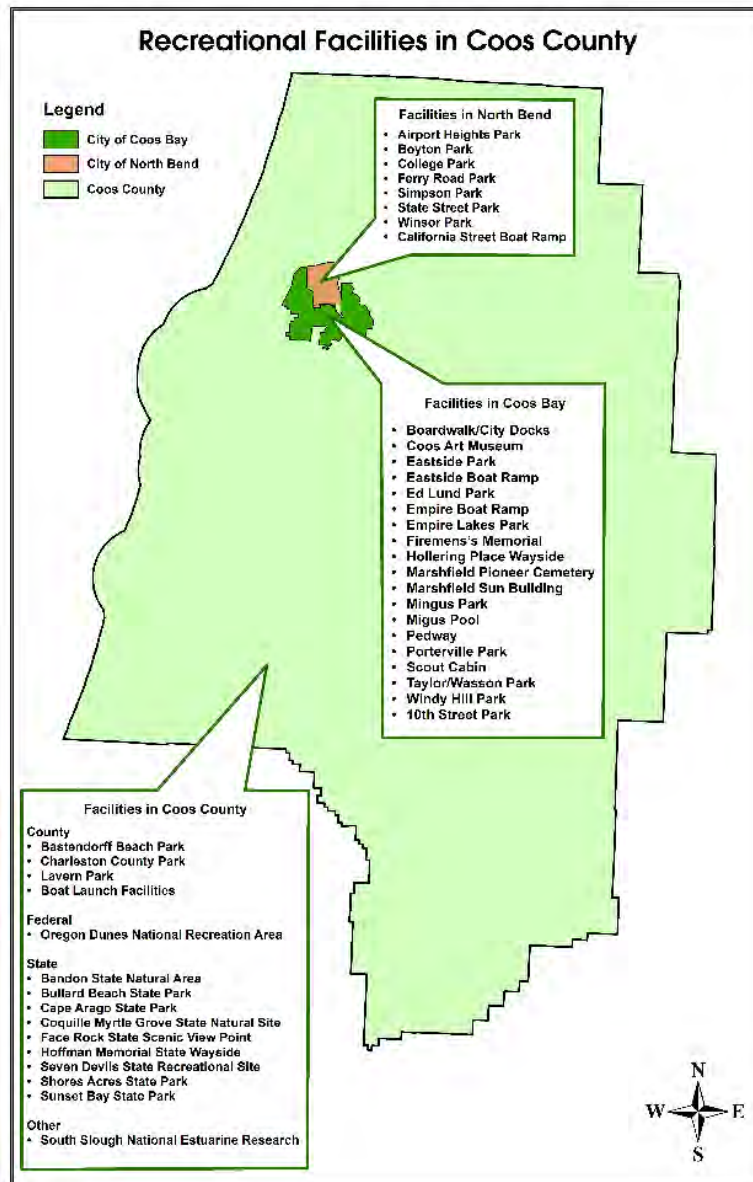 Recreational Facilities in Coos County
Legend
City of Coos Bay
City of North Bend
Coos County
Facilities in North Bend
• Airport Heights Park
• Boyton Park
• College Park
• Ferry Road Park
• Simpson Park
• State Street Park
• Winsor Park
• California Street Boat Ramp
Facilities in Coos Bay
• Boardwalk/City Docks
• Coos Art Museum
• Eastside Park
• Eastside Boat Ramp
• Ed Lund Park
• Empire Boat Ramp
• Empire Lakes Park
• Firemens's Memorial
• Hollering Place Wayside
• Marshfield Pioneer Cemetery
• Marshfield Sun Building
• Mingus Park
• Migus Pool
• Pedway
• Porterville Park
• Scout Cabin
• Taylor/Wasson Park
• Windy Hill Park
• 10th Street Park
Facilities in Coos County
County
• Bastendorff Beach Park
• Charleston County Park
• Lavern Park
• Boat Launch Facilities
Federal
• Oregon Dunes National Recreation Area
State
• Bandon State Natural Area
• Bullard Beach State Park
• Cape Arago State Park
• Coquille Myrtle Grove State Natural Site
• Face Rock State Scenic View Point
• Hoffman Memorial State Wayside
• Seven Devils State Recreational Site
• Shores Acres State Park
• Sunset Bay State Park
Other
• South Slough National Estuarine Research
N
W E
S